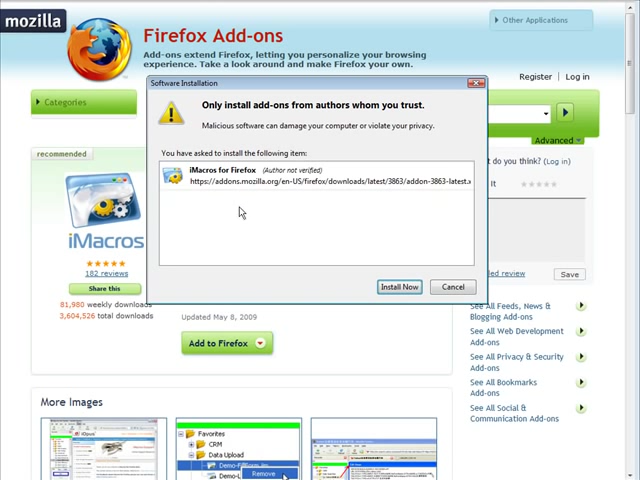 mozilla
Firefox Add-ons
Add-ons extend Firefox, letting you personalize your browsing
experience. Take a look around and make Firefox your own.
Other Applications
Register
Log in
Categories
Advanced
Software Installation
Only install add-ons from authors whom you trust.
Malicious software can damage your computer or violate your privacy.
You have asked to install the following item:
iMacros for Firefox (Author not verified)
https://addons.mozilla.org/en-US/firefox/downloads/latest/3863/addon-3863-latest.x
Install Now
Cancel
recommended
iMacros
182 reviews
Share this
81,980 weekly downloads
3,604,526 total downloads
Updated May 8, 2009
Add to Firefox
do you think? (Log in)
it
review
Save
See All Feeds, News &
Blogging Add-ons
See All Web Development
Add-ons
See All Privacy & Security
Add-ons
See All Bookmarks
Add-ons
See All Social &
Communication Add-ons
More Images
Favorites
CRM
Data Upload
Remove